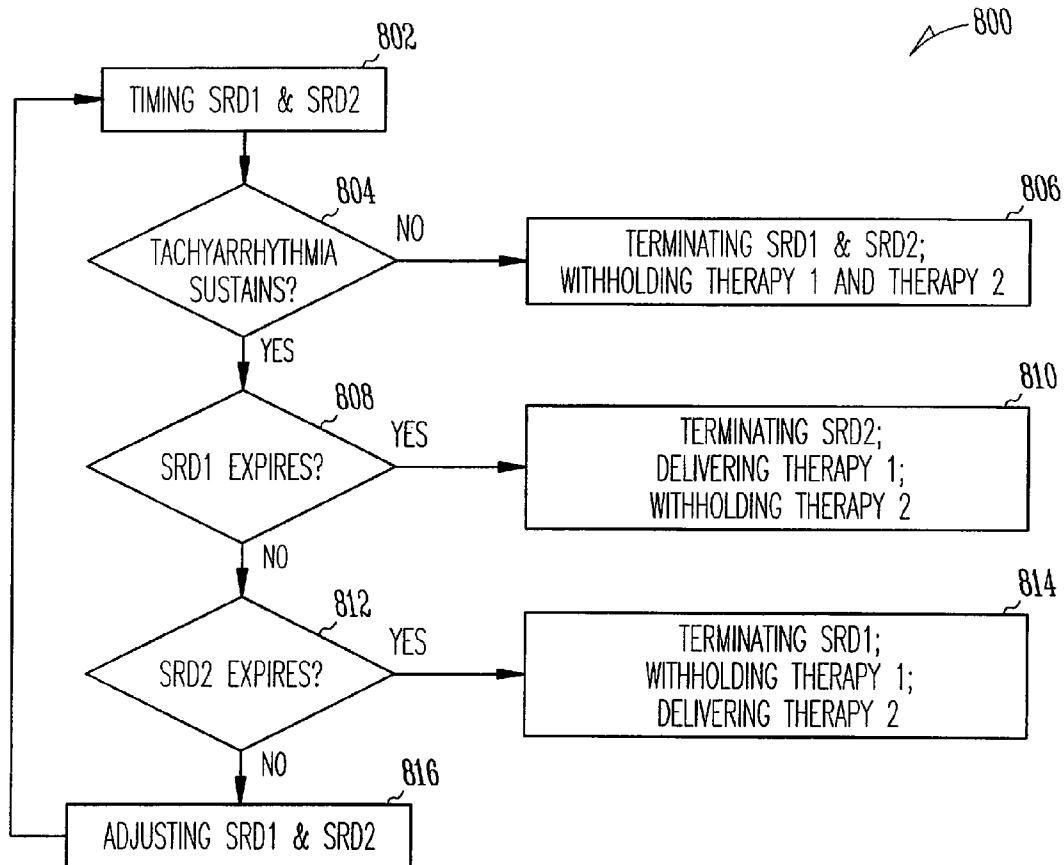 800
802
TIMING SRD1 & SRD2
804
TACHYARRHYTHMIA
SUSTAINS?
NO
806
TERMINATING SRD1 & SRD2;
WITHHOLDING THERAPY 1 AND THERAPY 2
YES
808
SRD1 EXPIRES?
YES
810
TERMINATING SRD2;
DELIVERING THERAPY 1;
WITHHOLDING THERAPY 2
NO
812
SRD2 EXPIRES?
YES
814
TERMINATING SRD1;
WITHHOLDING THERAPY 1;
DELIVERING THERAPY 2
NO
816
ADJUSTING SRD1 & SRD2